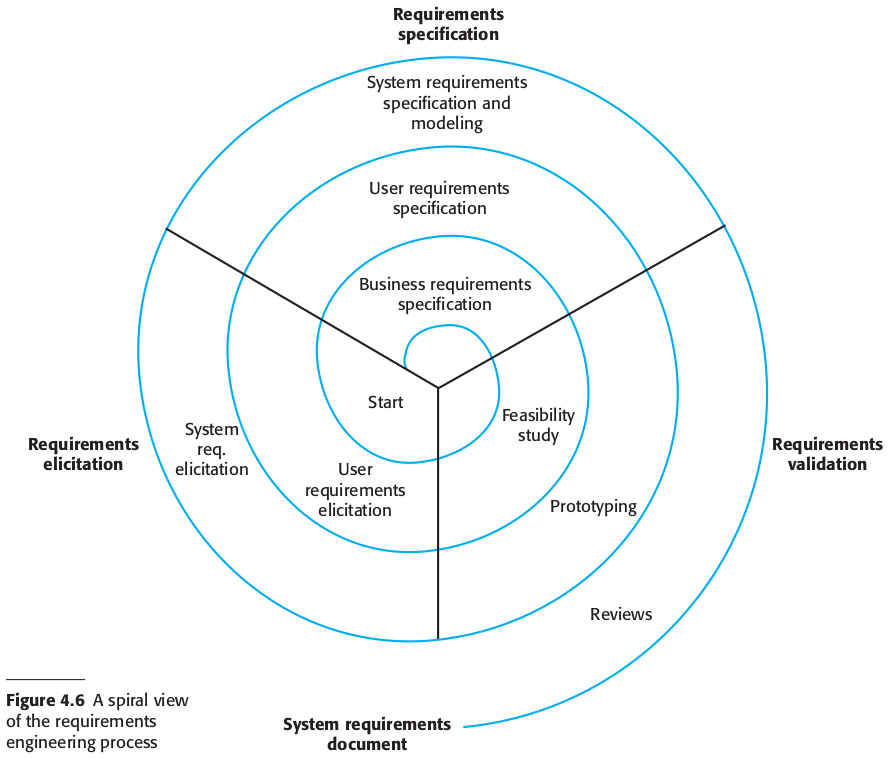 Requirements
specification
System requirements
specification and
modeling
User requirements
specification
Business requirements
specification
Start
Feasibility
study
Requirements
elicitation
System
req.
elicitation
User
requirements
elicitation
Requirements
validation
Prototyping
Reviews
Figure 4.6 A spiral view
of the requirements
engineering process
System requirements
document